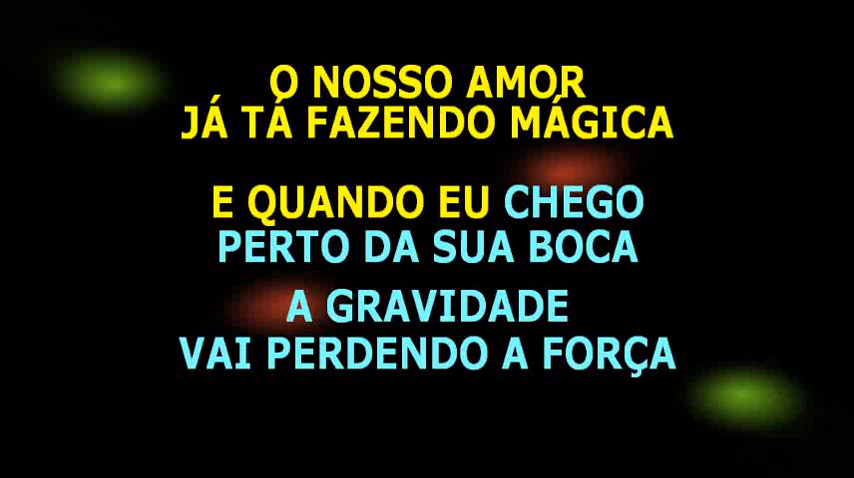 O NOSSO AMOR
JÁ TÁ FAZENDO MÁGICA
E QUANDO EU CHEGO
PERTO DA SUA BOCA
A GRAVIDADE
VAI PERDENDO A FORÇA